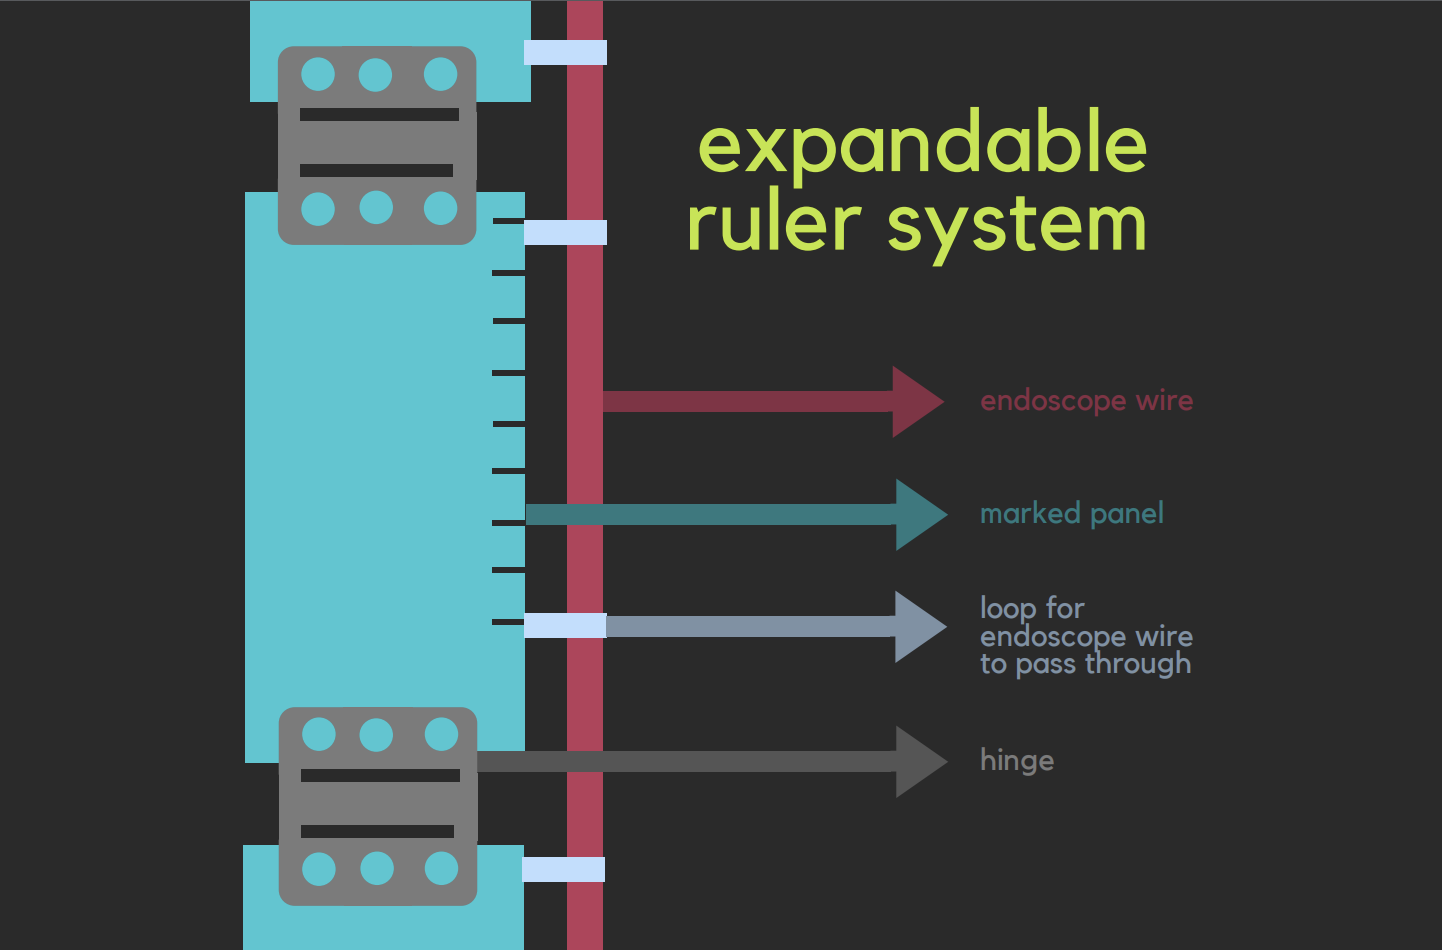 expandable
ruler system
endoscope wire
marked panel
loop for
endoscope wire
to pass through
hinge